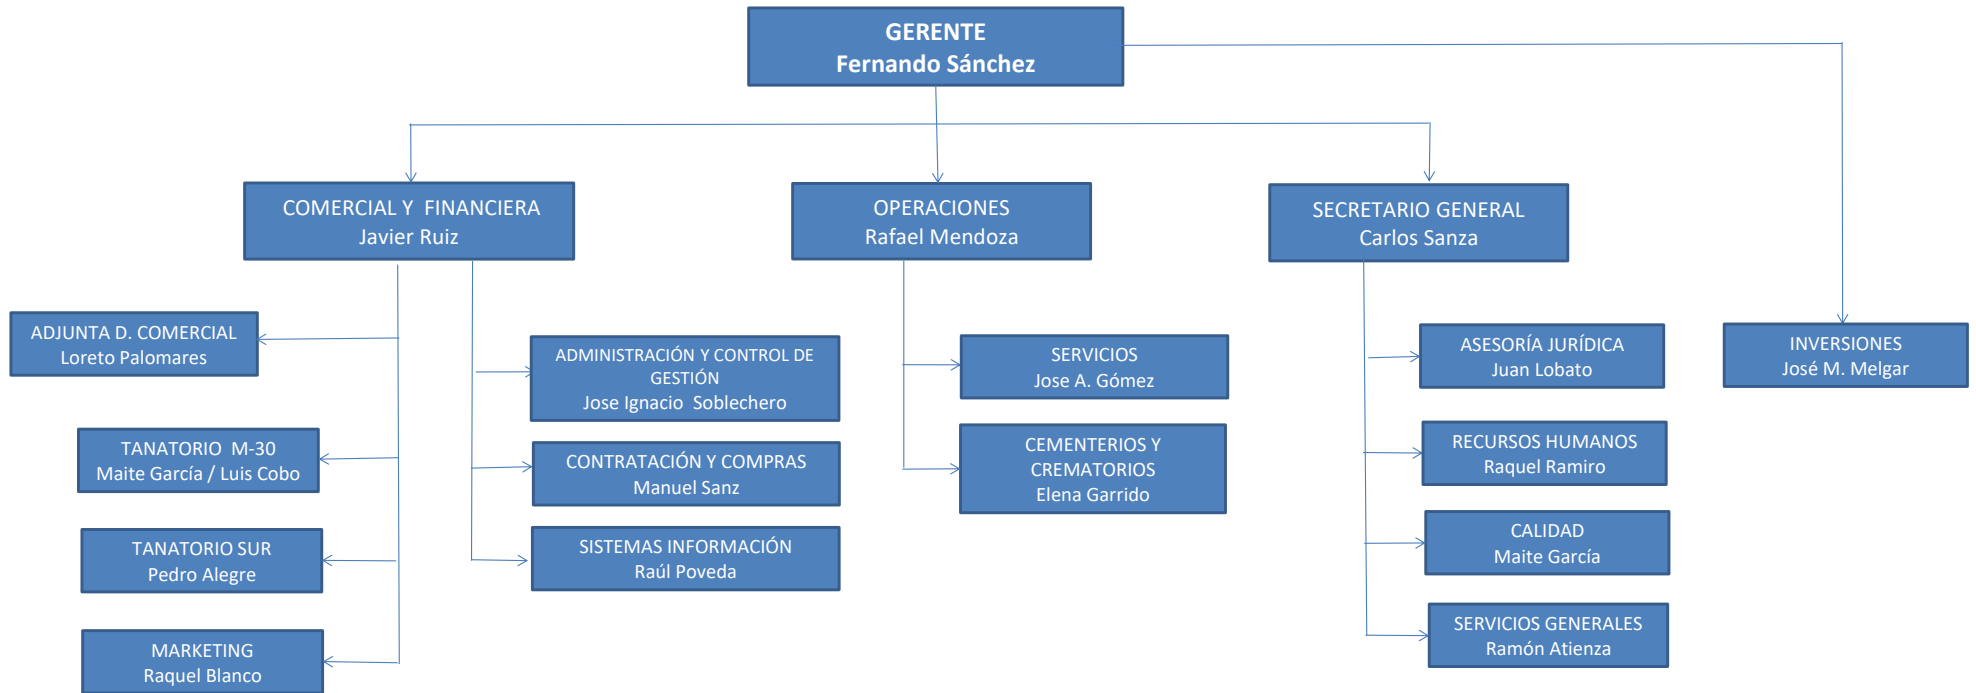 GERENTE
Fernando Sánchez
COMERCIAL Y FINANCIERA
Javier Ruiz
OPERACIONES
Rafael Mendoza
SECRETARIO GENERAL
Carlos Sanza
ADJUNTA D. COMERCIAL
Loreto Palomares
TANATORIO M-30
Maite García / Luis Cobo
TANATORIO SUR
Pedro Alegre
MARKETING
Raquel Blanco
ADMINISTRACIÓN Y CONTROL DE
GESTIÓN
Jose Ignacio Soblechero
CONTRATACIÓN Y COMPRAS
Manuel Sanz
SISTEMAS INFORMACIÓN
Raúl Poveda
SERVICIOS
Jose A. Gómez
CEMENTERIOS Y
CREMATORIOS
Elena Garrido
ASESORÍA JURÍDICA
Juan Lobato
RECURSOS HUMANOS
Raquel Ramiro
CALIDAD
Maite García
SERVICIOS GENERALES
Ramón Atienza
INVERSIONES
José M. Melgar